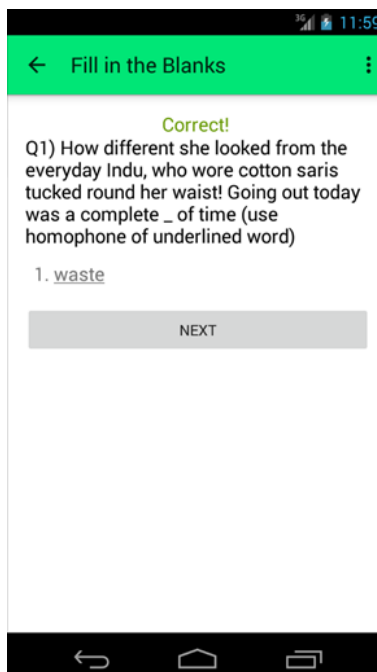 3G 11:59
Fill in the Blanks
Correct!
Q1) How different she looked from the
everyday Indu, who wore cotton saris
tucked round her waist! Going out today
was a complete _ of time (use
homophone of underlined word)
1. waste
NEXT